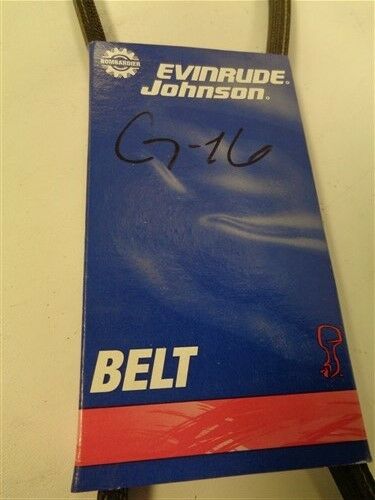 BOMBARDIER
EVINRUDE®
Johnson®
G-16
BELT